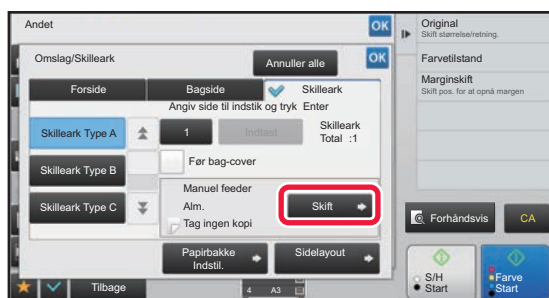 Andet
OK
Omslag/Skilleark
Annuller alle
OK
Forside
Bagside
Skilleark
Angiv side til indstik og tryk Enter
Skilleark Type A
1
Indtast
Skilleark
Total :1
Skilleark Type B
Før bag-cover
Skilleark Type C
Manuel feeder
Alm.
Tag ingen kopi
Skift
Papirbakke
Indstil.
Sidelayout
Tilbage
4
A3
Original
Skift størrelse/retning.
Farvetilstand
Marginskift
Skift pos. for at opnå margen
Forhåndsvis
CA
S/H
Start
Farve
Start